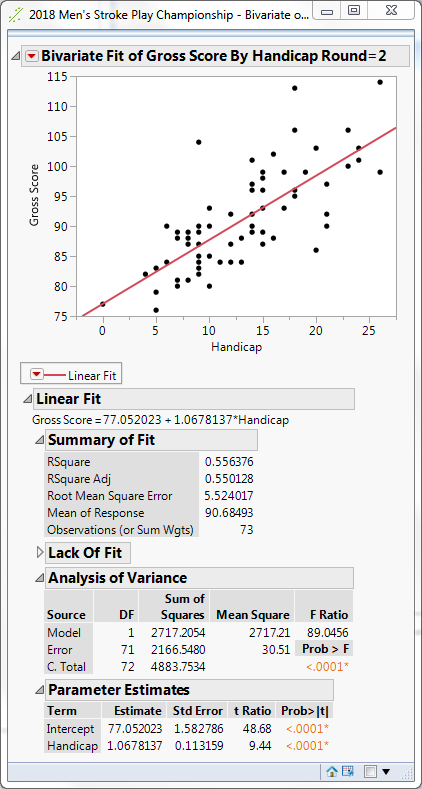 2018 Men's Stroke Play Championship - Bivariate o...
Bivariate Fit of Gross Score By Handicap Round=2
115
110
105
100
95
90
85
80
75
Gross Score
0 5 10 15 20 25
Handicap
Linear Fit
Linear Fit
Gross Score = 77.052023 + 1.0678137*Handicap
Summary of Fit
RSquare 0.556376
RSquare Adj 0.550128
Root Mean Square Error 5.524017
Mean of Response 90.68493
Observations (or Sum Wgts) 73
Lack Of Fit
Analysis of Variance
Sum of
Source DF Squares Mean Square F Ratio
Model 1 2717.2054 2717.21 89.0456
Error 71 2166.5480 30.51 Prob > F
C. Total 72 4883.7534 <.0001*
Parameter Estimates
Term Estimate Std Error t Ratio Prob>|t|
Intercept 77.052023 1.582786 48.68 <.0001*
Handicap 1.0678137 0.113159 9.44 <.0001*